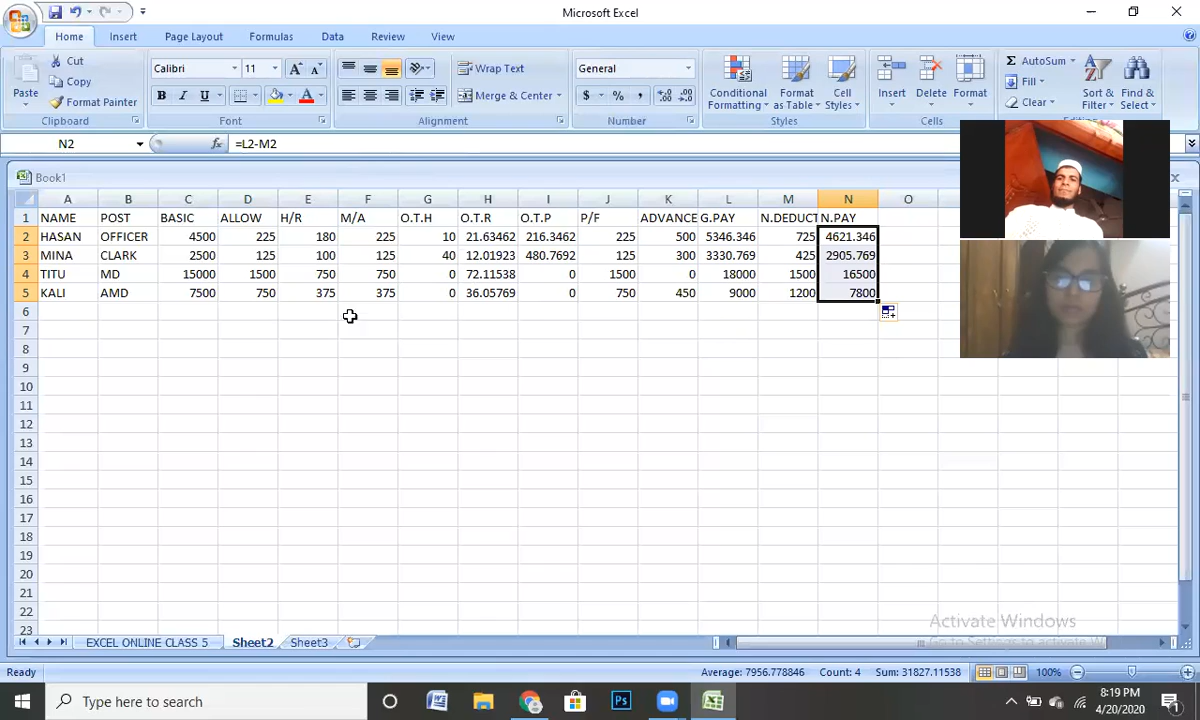 Microsoft Excel
Home Insert Page Layout Formulas Data Review View
Paste Cut Copy Format Painter Clipboard
Calibri 11 A A B I U A Font
Wrap Text Merge & Center Alignment
General $ % , Number
Conditional Formatting Format as Table Cell Styles Styles
Insert Delete Format Cells
Σ AutoSum Fill Clear Sort & Filter Find & Select
N2 fx =L2-M2
Book1
A B C D E F G H I J K L M N O
1 NAME POST BASIC ALLOW H/R M/A O.T.H O.T.R O.T.P P/F ADVANCE G.PAY N.DEDUCT N.PAY
2 HASAN OFFICER 4500 225 180 225 10 21.63462 216.3462 225 500 5346.346 725 4621.346
3 MINA CLARK 2500 125 100 125 40 12.01923 480.7692 125 300 3330.769 425 2905.769
4 TITU MD 15000 1500 750 750 0 72.11538 0 1500 0 18000 1500 16500
5 KALI AMD 7500 750 375 375 0 36.05769 0 750 450 9000 1200 7800
6
7
8
9
10
11
12
13
14
15
16
17
18
19
20
21
22
23
Activate Windows
Go to Settings to activate W
EXCEL ONLINE CLASS 5 Sheet2 Sheet3
Ready Average: 7956.778846 Count: 4 Sum: 31827.11538 100%
Type here to search
8:19 PM
4/20/2020